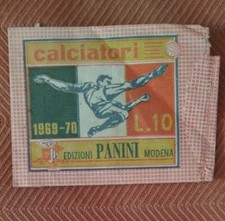 calciatori
1969-70
L.10
EDIZIONI PANINI MODENA